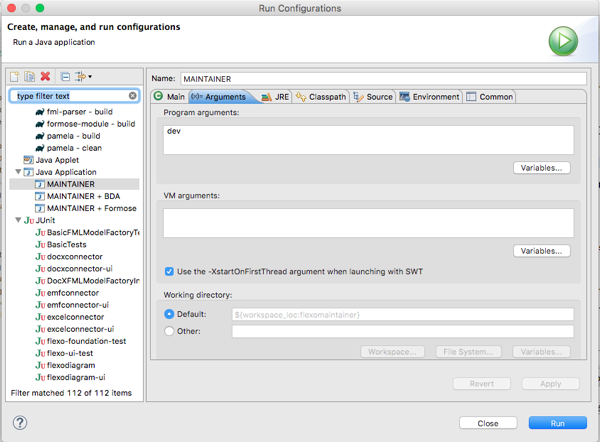 Run Configurations
Create, manage, and run configurations
Run a Java application
type filter text
fml-parser - build
formose-module - build
pamela - build
pamela - clean
Java Applet
Java Application
MAINTAINER
MAINTAINER + BDA
MAINTAINER + Formose
JUnit
BasicFMLModelFactoryTe
BasicTests
docxconnector
docxconnector-ui
DocXFMLModelFactoryIn
emfconnector
emfconnector-ui
excelconnector
excelconnector-ui
flexo-foundation-test
flexo-ui-test
flexodiagram
flexodiagram-ui
Filter matched 112 of 112 items
Name: MAINTAINER
Main Arguments JRE Classpath Source Environment Common
Program arguments:
dev
Variables...
VM arguments:
Variables...
Use the -XstartOnFirstThread argument when launching with SWT
Working directory:
Default: ${workspace_loc:flexomaintainer}
Other:
Workspace... File System... Variables...
Revert Apply
Close Run